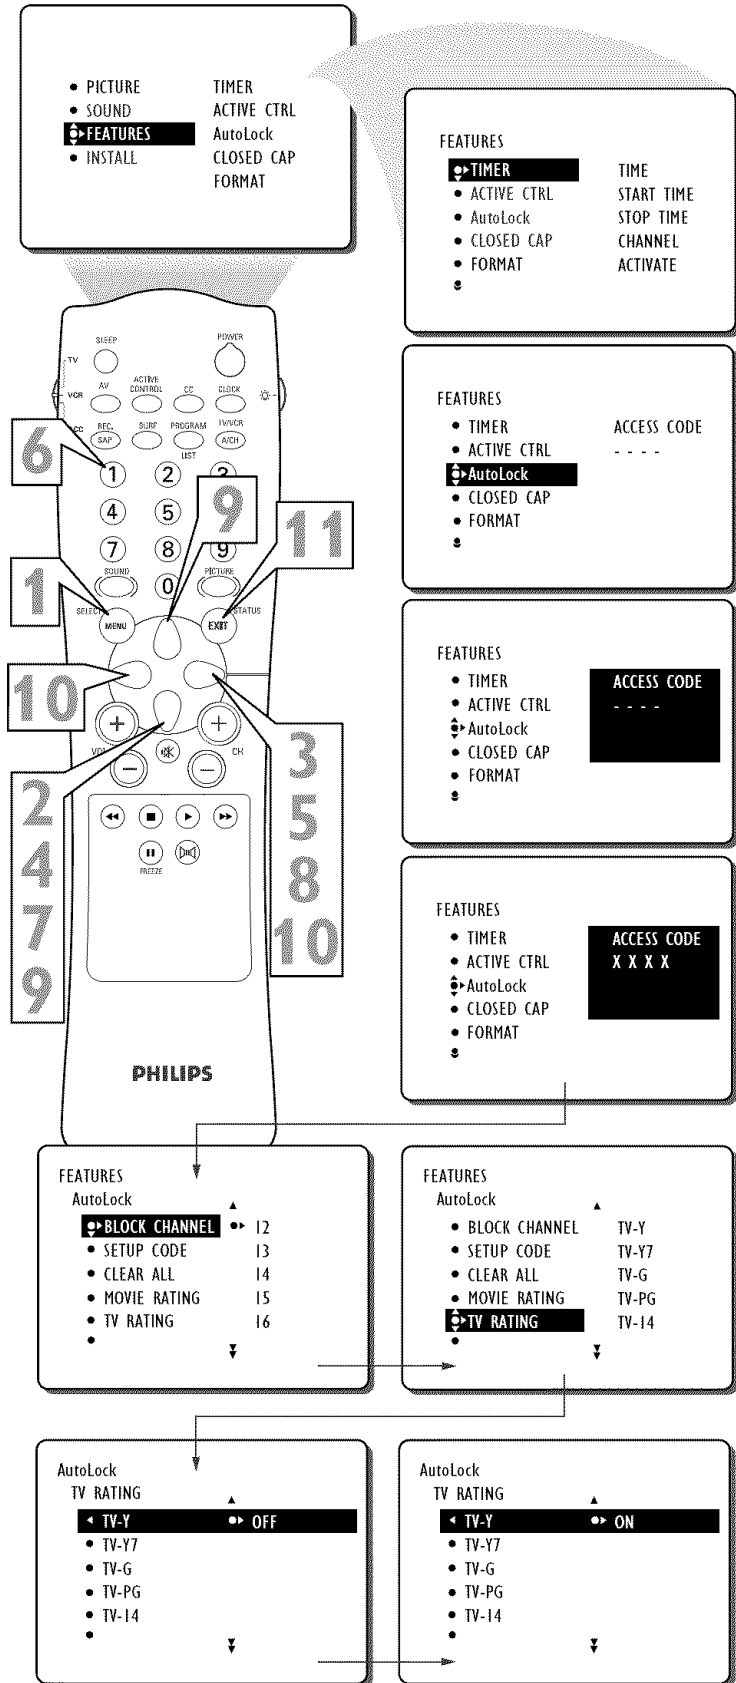 PICTURE TIMER
SOUND ACTIVE CTRL
FEATURES AutoLock
INSTALL CLOSED CAP
FORMAT
FEATURES
TIMER TIME
ACTIVE CTRL START TIME
AutoLock STOP TIME
CLOSED CAP CHANNEL
FORMAT ACTIVATE
SLEEP POWER
TV
VCR AV ACTIVE CONTROL CC CLOCK
ACC REC. SURF PROGRAM TV/VCR
SAP LIST A/CH
6
1 2 3
4 5
9
11
7 8 9
1
SOUND 0 PICTURE
SELECT STATUS
MENU EXIT
10
VOL CH
2
4
7
9
3
5
8
10
FREEZE
PHILIPS
FEATURES
TIMER ACCESS CODE
ACTIVE CTRL - - - -
AutoLock
CLOSED CAP
FORMAT
FEATURES
TIMER ACCESS CODE
ACTIVE CTRL - - - -
AutoLock
CLOSED CAP
FORMAT
FEATURES
TIMER ACCESS CODE
ACTIVE CTRL X X X X
AutoLock
CLOSED CAP
FORMAT
FEATURES
AutoLock
BLOCK CHANNEL 12
SETUP CODE 13
CLEAR ALL 14
MOVIE RATING 15
TV RATING 16
FEATURES
AutoLock
BLOCK CHANNEL TV-Y
SETUP CODE TV-Y7
CLEAR ALL TV-G
MOVIE RATING TV-PG
TV RATING TV-14
AutoLock
TV RATING
TV-Y OFF
TV-Y7
TV-G
TV-PG
TV-14
AutoLock
TV RATING
TV-Y ON
TV-Y7
TV-G
TV-PG
TV-14